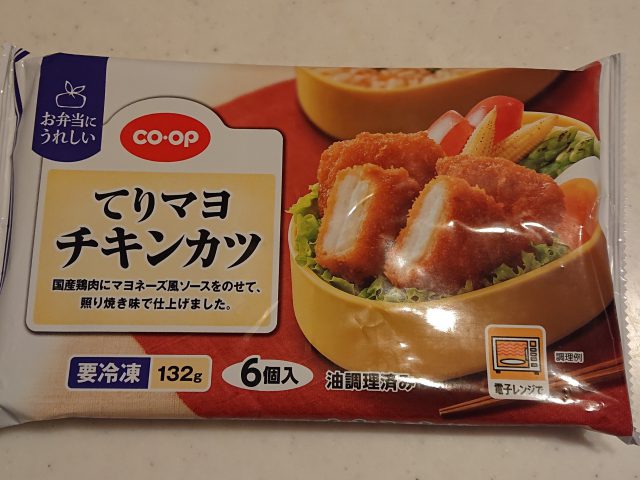 お弁当に
うれしい
CO・OP
てりマヨ
チキンカツ
国産鶏肉にマヨネーズ風ソースをのせて、
照り焼き味で仕上げました。
要冷凍 132g 6個入 油調理済み
調理例
電子レンジで